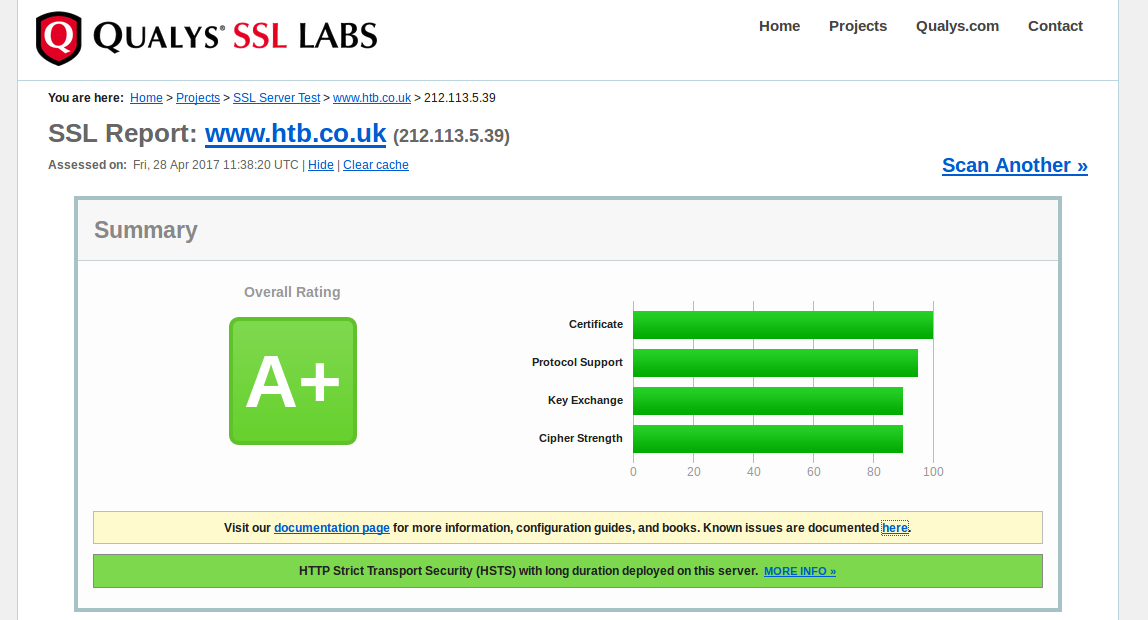 Q QUALYS® SSL LABS
Home Projects Qualys.com Contact
You are here: Home > Projects > SSL Server Test > www.htb.co.uk > 212.113.5.39
SSL Report: www.htb.co.uk (212.113.5.39)
Assessed on: Fri, 28 Apr 2017 11:38:20 UTC | Hide | Clear cache
Scan Another »
Summary
Overall Rating
A+
Certificate
Protocol Support
Key Exchange
Cipher Strength
0 20 40 60 80 100
Visit our documentation page for more information, configuration guides, and books. Known issues are documented here.
HTTP Strict Transport Security (HSTS) with long duration deployed on this server. MORE INFO »